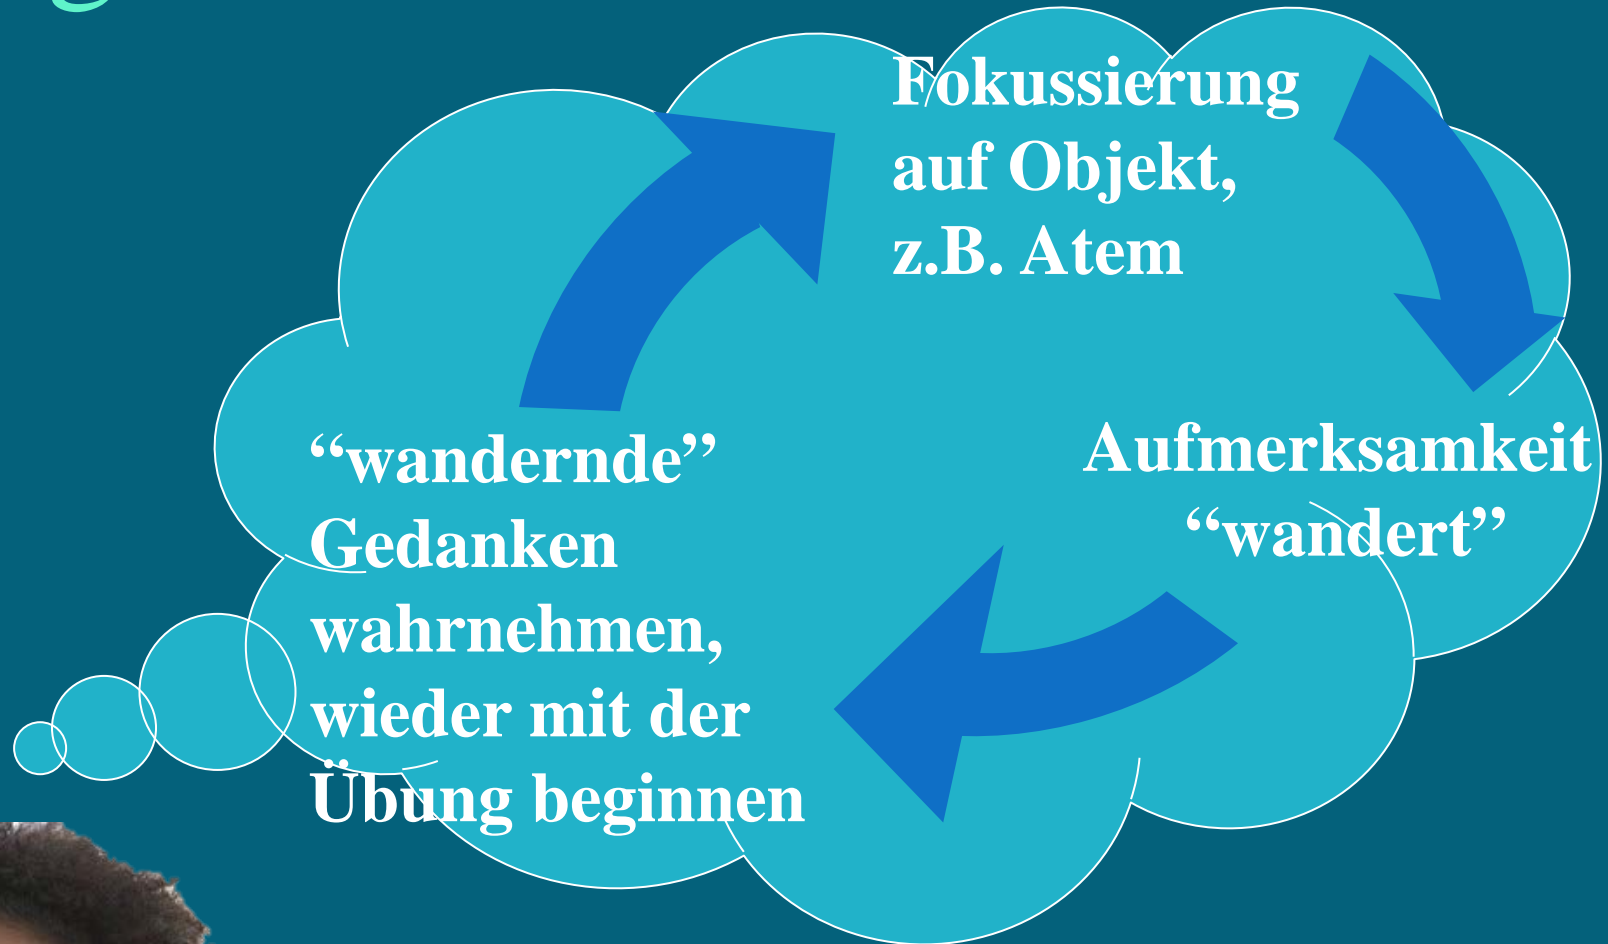 Fokussierung
auf Objekt,
z.B. Atem
Aufmerksamkeit
“wandert”
“wandernde”
Gedanken
wahrnehmen,
wieder mit der
Übung beginnen